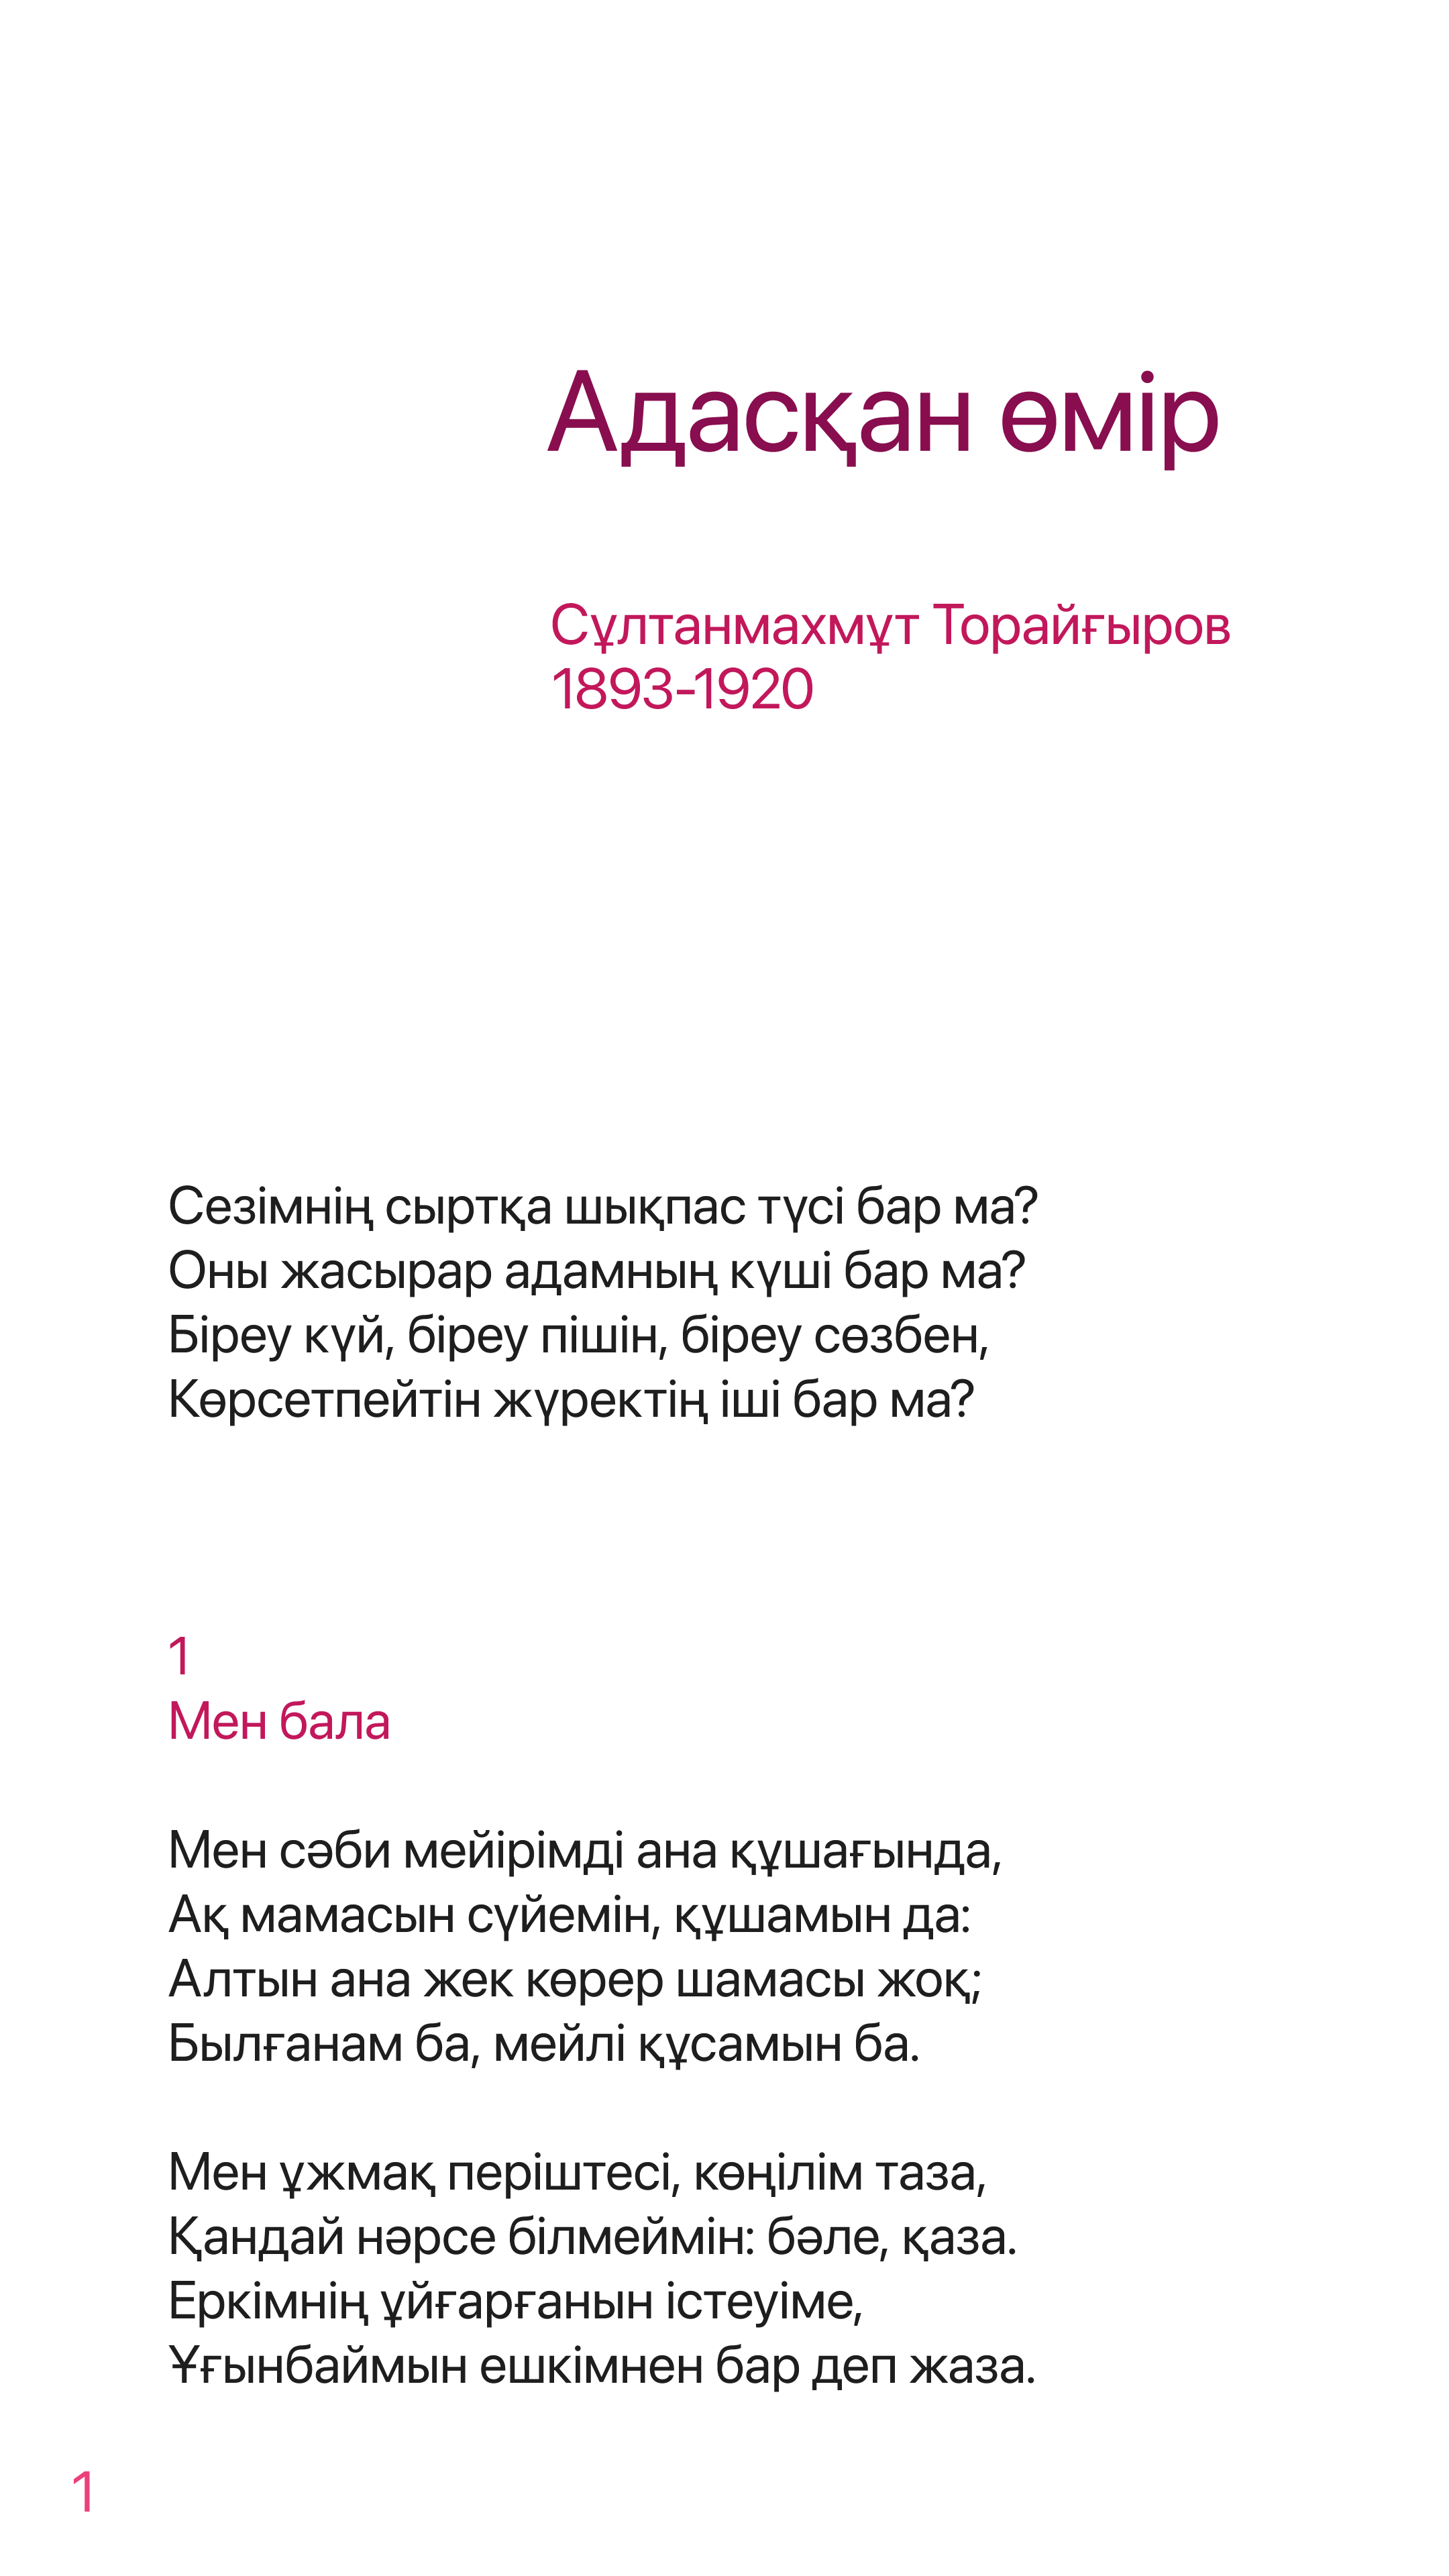 Адасқан өмір
Сұлтанмахмұт Торайғыров
1893-1920
Сезімнің сыртқа шықпас түсі бар ма?
Оны жасырар адамның күші бар ма?
Біреу күй, біреу пішін, біреу сөзбен,
Көрсетпейтін жүректің іші бар ма?
1
Мен бала
Мен сәби мейірімді ана құшағында,
Ақ мамасын сүйемін, құшамын да:
Алтын ана жек көрер шамасы жоқ;
Былғанам ба, мейлі құсамын ба.
Мен ұжмақ періштесі, көңілім таза,
Қандай нәрсе білмеймін: бәле, қаза.
Еркімнің ұйғарғанын істеуіме,
Ұғынбаймын ешкімнен бар деп жаза.
1